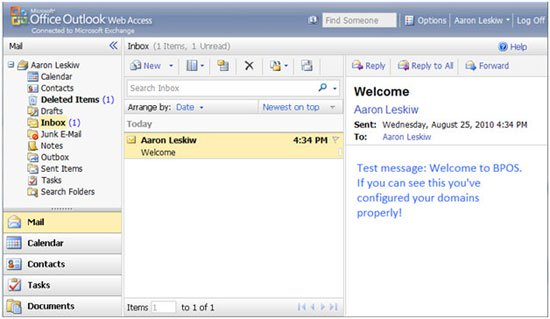 Microsoft®
Office Outlook Web Access
Connected to Microsoft Exchange
Find Someone
Options
Aaron Leskiw
Log Off
Mail
«
Inbox (1 Items, 1 Unread)
Help
Aaron Leskiw
Calendar
Contacts
Deleted Items (1)
Drafts
Inbox (1)
Junk E-Mail
Notes
Outbox
Sent Items
Tasks
Search Folders
Mail
Calendar
Contacts
Tasks
Documents
New
Search Inbox
Arrange by: Date
Newest on top
Today
Aaron Leskiw 4:34 PM
Welcome
Items 1 to 1 of 1
Reply
Reply to All
Forward
Welcome
Aaron Leskiw
Sent: Wednesday, August 25, 2010 4:34 PM
To: Aaron Leskiw
Test message: Welcome to BPOS.
If you can see this you've
configured your domains
properly!